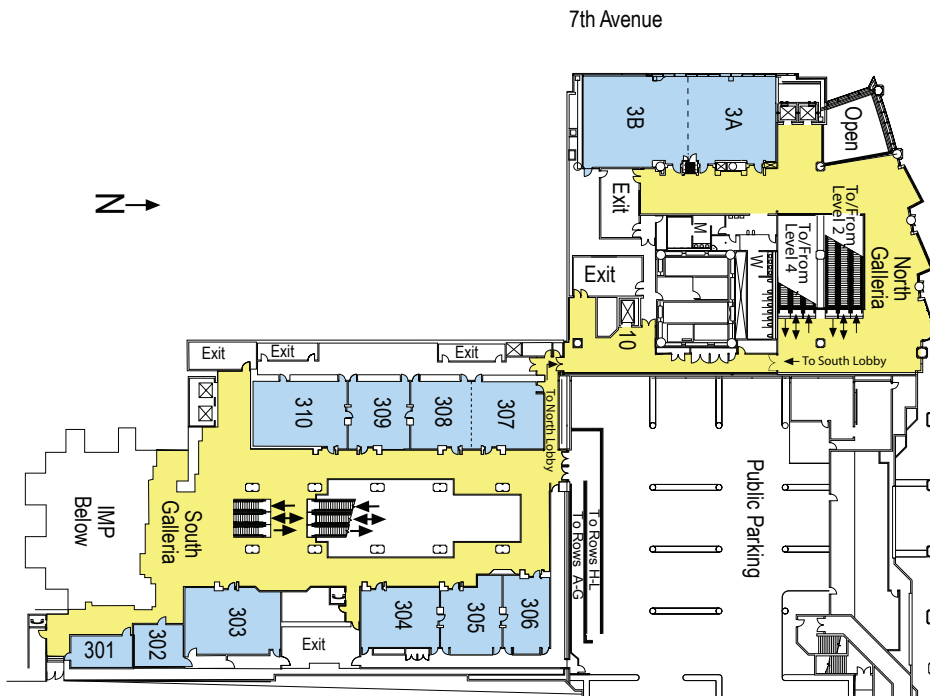 7th Avenue
3B
3A
Open
N
Exit
To/From
Level 2
To/From
Level 4
North
Galleria
M
W
Exit
10
To South Lobby
Exit
Exit
Exit
To North Lobby
310
309
308
307
Public Parking
IMP
Below
South
Galleria
To Rows H-L
To Rows A-G
301
302
303
Exit
304
305
306